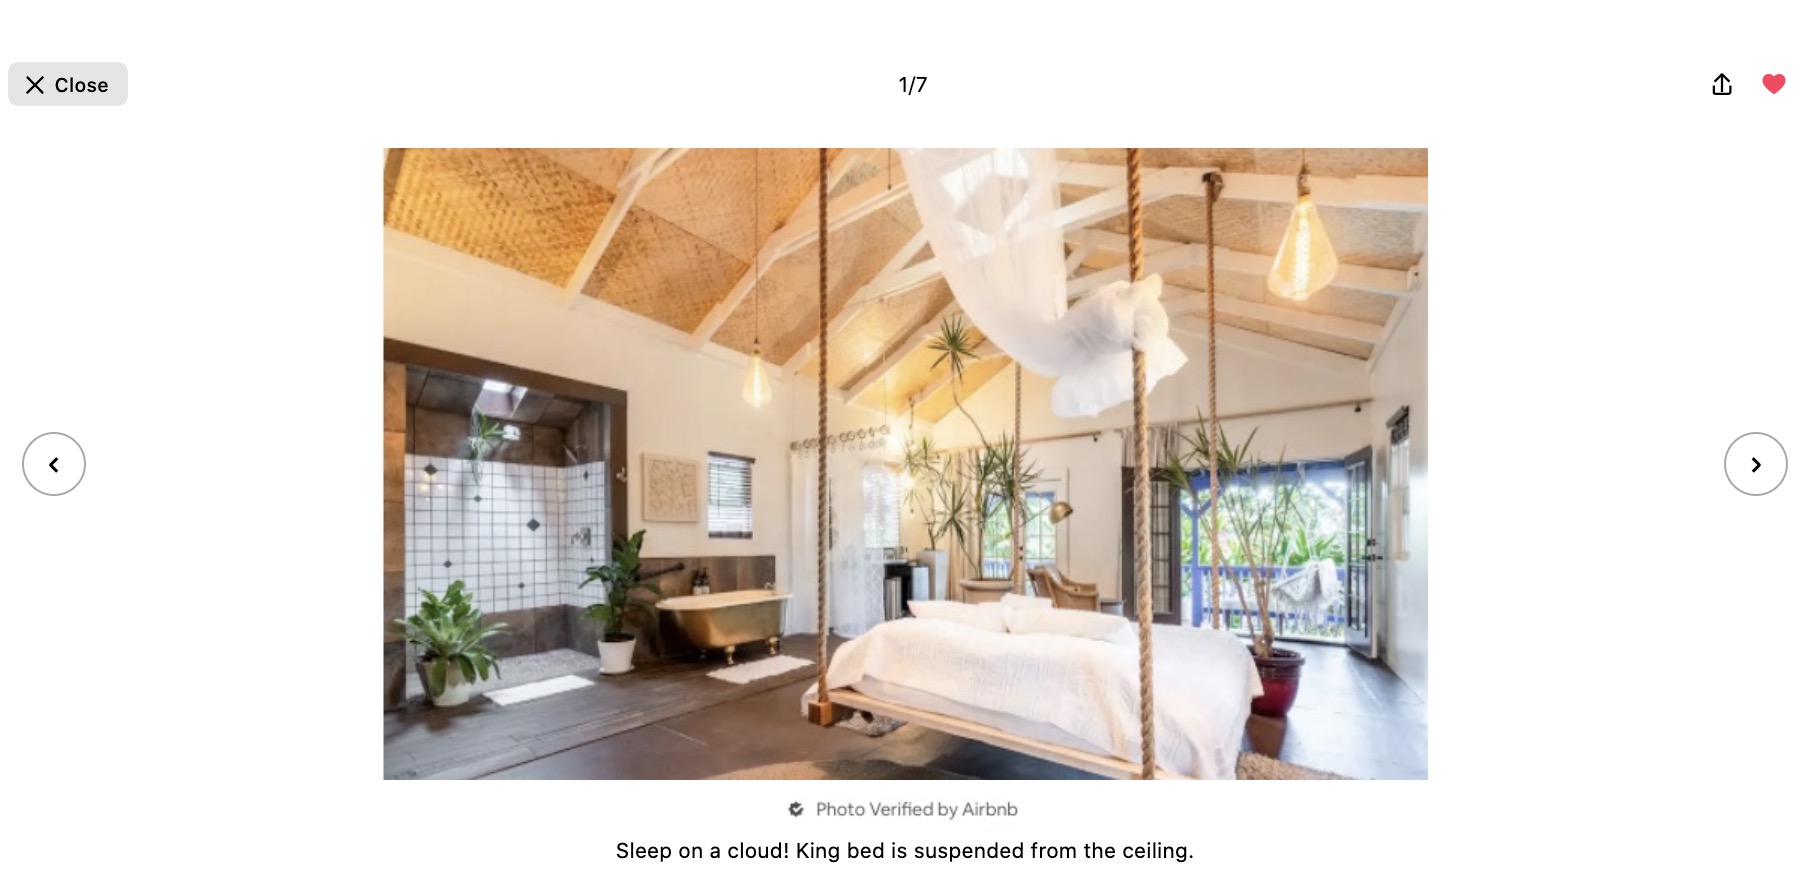 Close
1/7
Photo Verified by Airbnb
Sleep on a cloud! King bed is suspended from the ceiling.